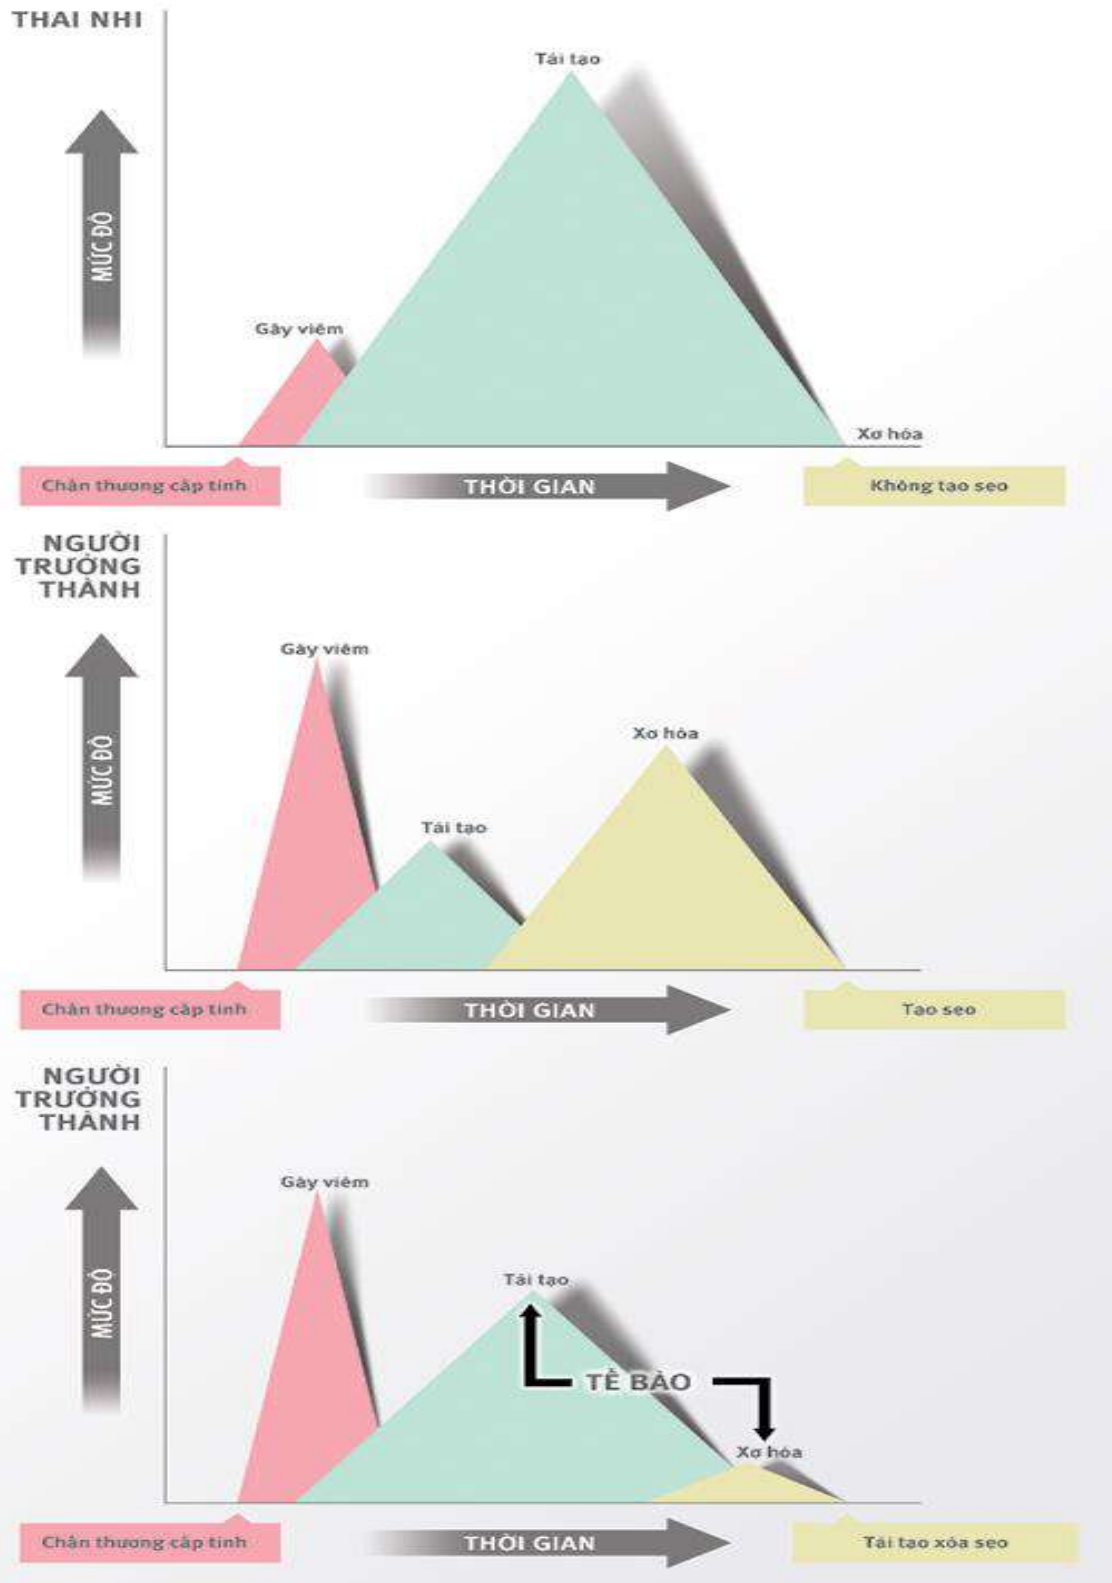 THAI NHI
Tái tạo
MỨC ĐỘ
Gây viêm
Xơ hóa
Chấn thương cấp tính
THỜI GIAN
Không tạo seo
NGƯỜI
TRƯỞNG
THÀNH
Gây viêm
MỨC ĐỘ
Xơ hóa
Tái tạo
Chấn thương cấp tính
THỜI GIAN
Tạo seo
NGƯỜI
TRƯỞNG
THÀNH
Gây viêm
MỨC ĐỘ
Tái tạo
TẾ BÀO
Xơ hóa
Chấn thương cấp tính
THỜI GIAN
Tái tạo xóa seo